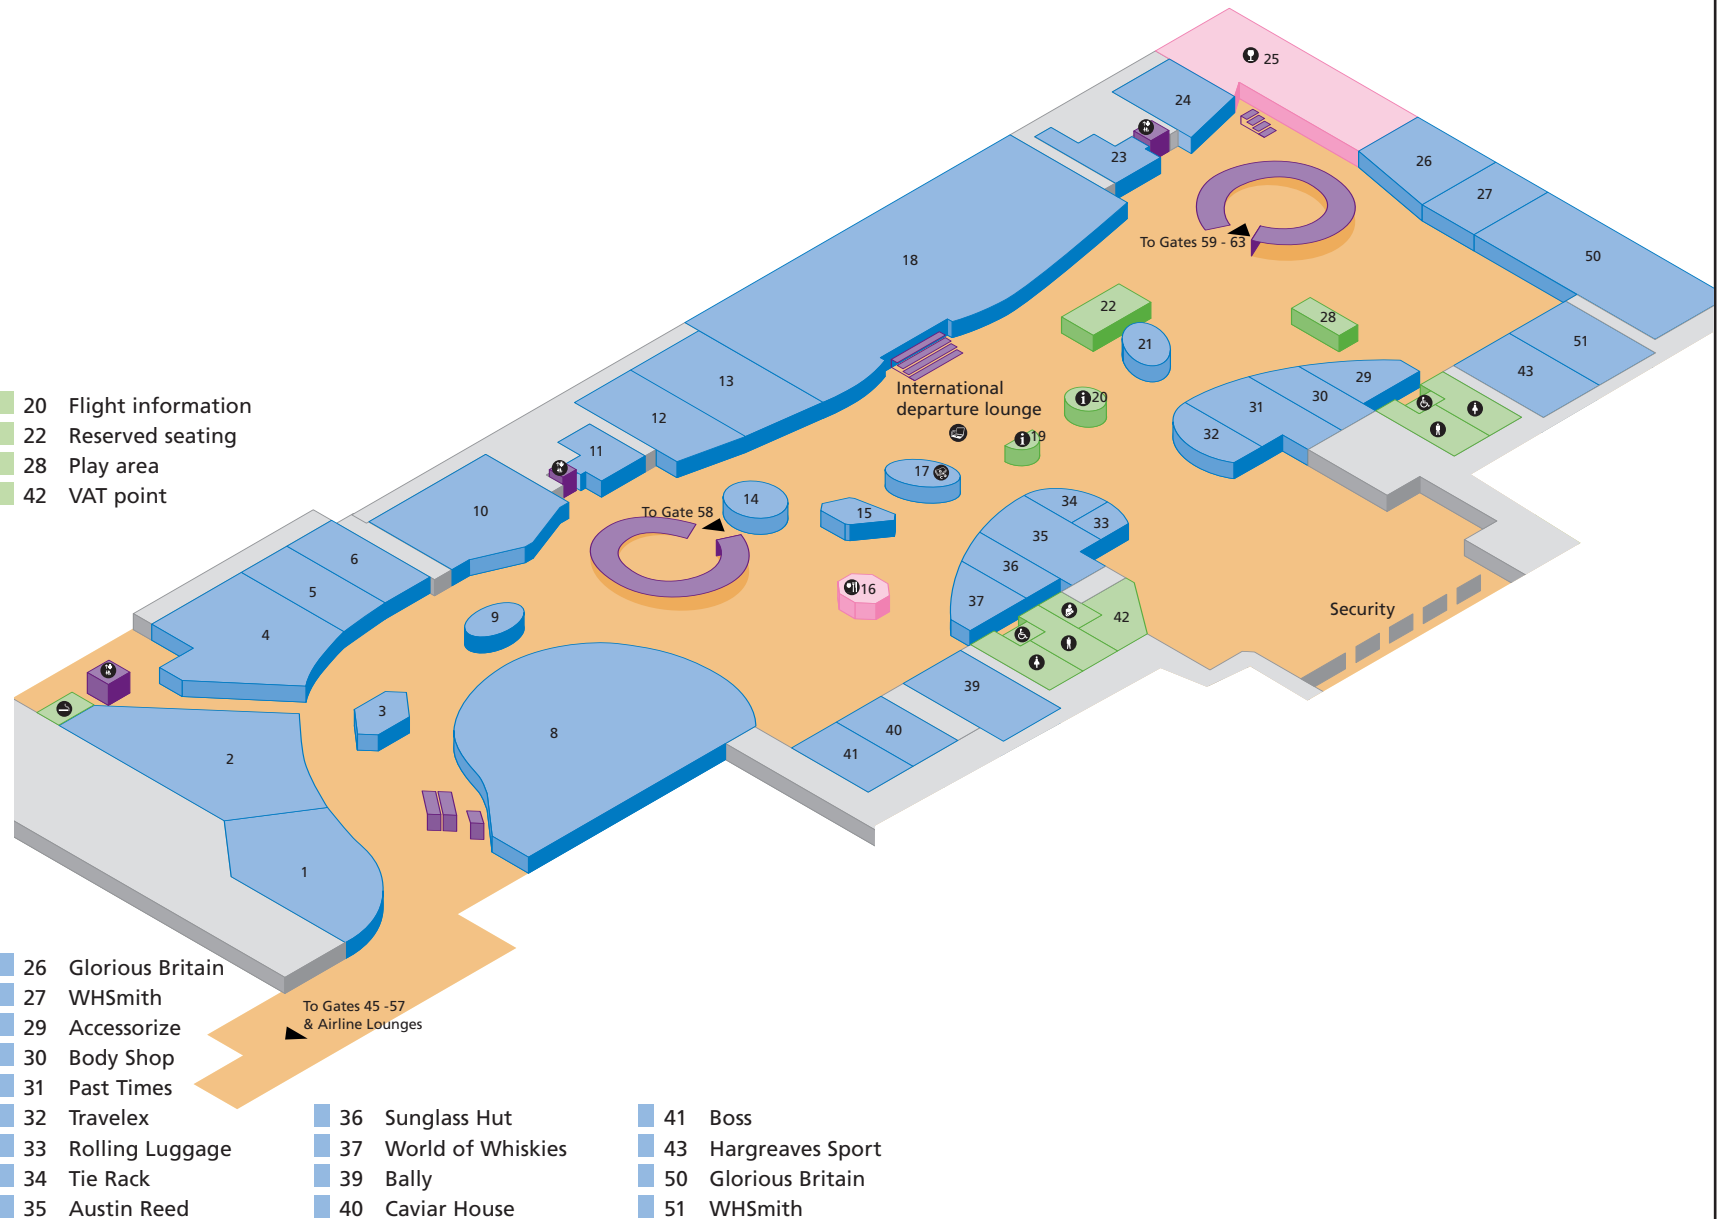 25
24
23
26
27
18
To Gates 59 - 63
50
22
28
21
51
13
International
departure lounge
29
43
20
12
30
31
19
32
11
17
14
34
10
To Gate 58
15
33
35
6
36
5
16
37
9
42
Security
4
39
3
40
8
41
2
1
20 Flight information
22 Reserved seating
28 Play area
42 VAT point
To Gates 45 -57
& Airline Lounges
26 Glorious Britain
27 WHSmith
29 Accessorize
30 Body Shop
31 Past Times
32 Travelex
33 Rolling Luggage
34 Tie Rack
35 Austin Reed
36 Sunglass Hut
37 World of Whiskies
39 Bally
40 Caviar House
41 Boss
43 Hargreaves Sport
50 Glorious Britain
51 WHSmith